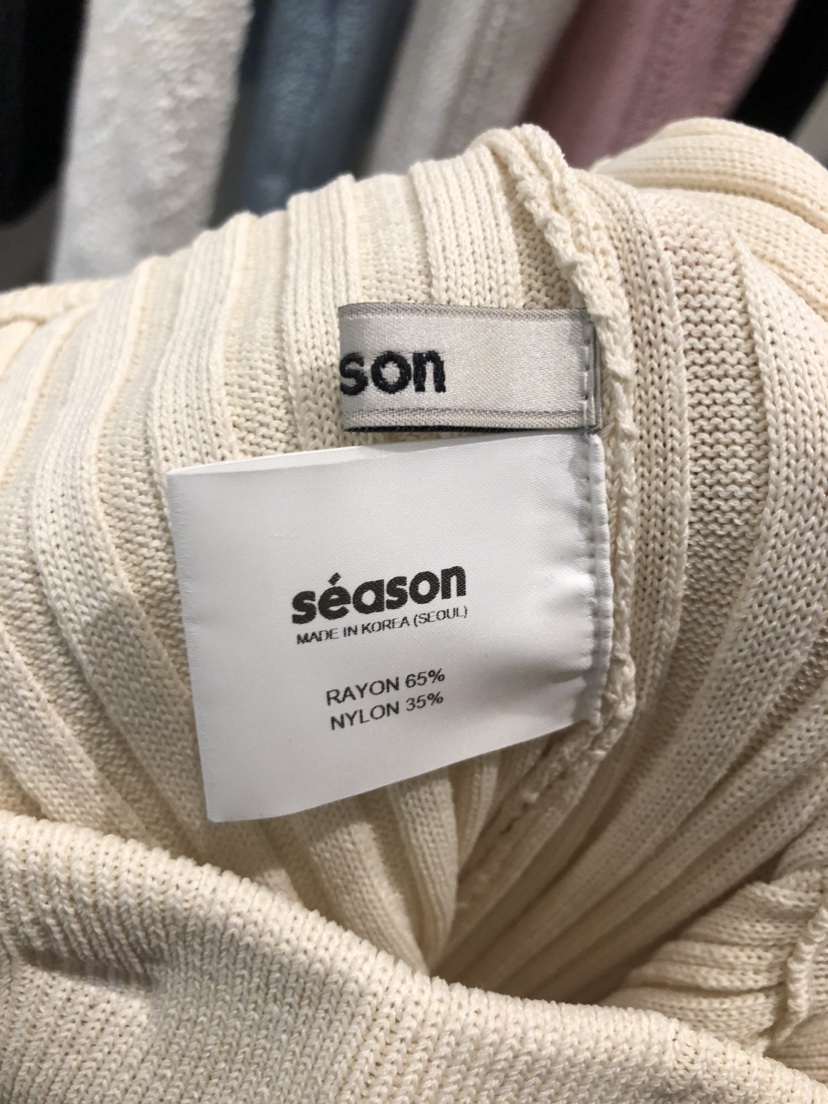 son
séason
MADE IN KOREA (SEOUL)
RAYON 65%
NYLON 35%